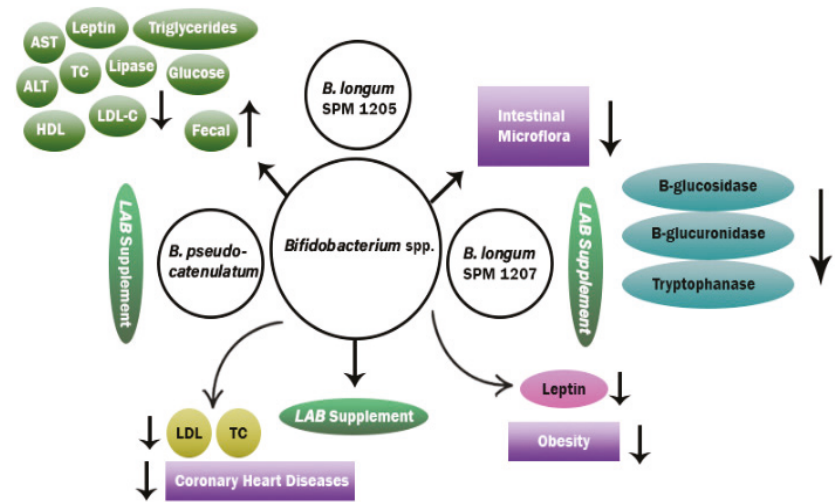 Leptin
Triglycerides
AST
TC
Lipase
Glucose
ALT
LDL-C
HDL
Fecal
B. longum
SPM 1205
Intestinal
Microflora
B-glucosidase
B-glucuronidase
Tryptophanase
LAB Supplement
B. pseudo-
catenulatum
Bifidobacterium spp.
B. longum
SPM 1207
LAB Supplement
LDL
TC
Coronary Heart Diseases
LAB Supplement
Leptin
Obesity